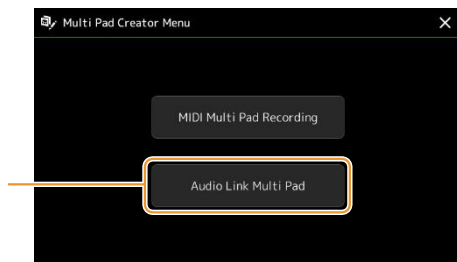 Multi Pad Creator Menu
MIDI Multi Pad Recording
Audio Link Multi Pad